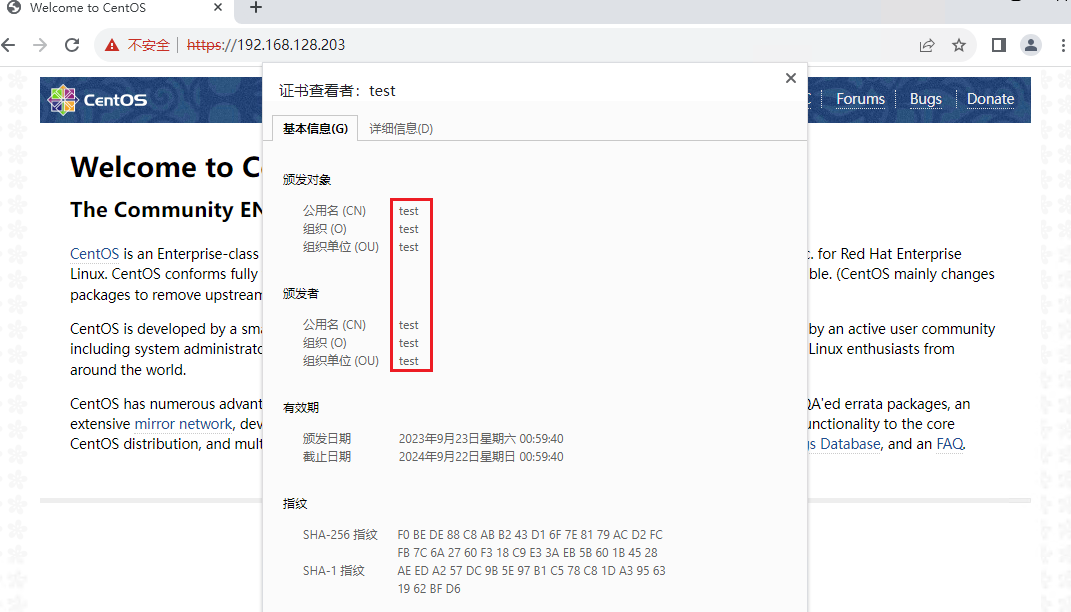 Welcome to CentOS
不安全 https://192.168.128.203
CentOS
Forums Bugs Donate
证书查看者：test
基本信息(G) 详细信息(D)
Welcome to
The Community
颁发对象
公用名 (CN) test
组织 (O) test
组织单位 (OU) test
颁发者
公用名 (CN) test
组织 (O) test
组织单位 (OU) test
有效期
颁发日期 2023年9月23日星期六 00:59:40
截止日期 2024年9月22日星期日 00:59:40
指纹
SHA-256 指纹 F0 BE DE 88 C8 AB B2 43 D1 6F 7E 81 79 AC D2 FC
FB 7C 6A 27 60 F3 18 C9 E3 3A EB 5B 60 1B 45 28
SHA-1 指纹 AE ED A2 57 DC 9B 5E 97 B1 C5 78 C8 1D A3 95 63
19 62 BF D6
CentOS is an Enterprise-class
for Red Hat Enterprise
Linux. CentOS conforms fully
(CentOS mainly changes
packages to remove upstream
CentOS is developed by a
by an active user community
including system
Linux enthusiasts from
around the world.
CentOS has numerous
QA'ed errata packages, an
extensive mirror network,
functionality to the core
CentOS distribution, and
Database, and an FAQ.